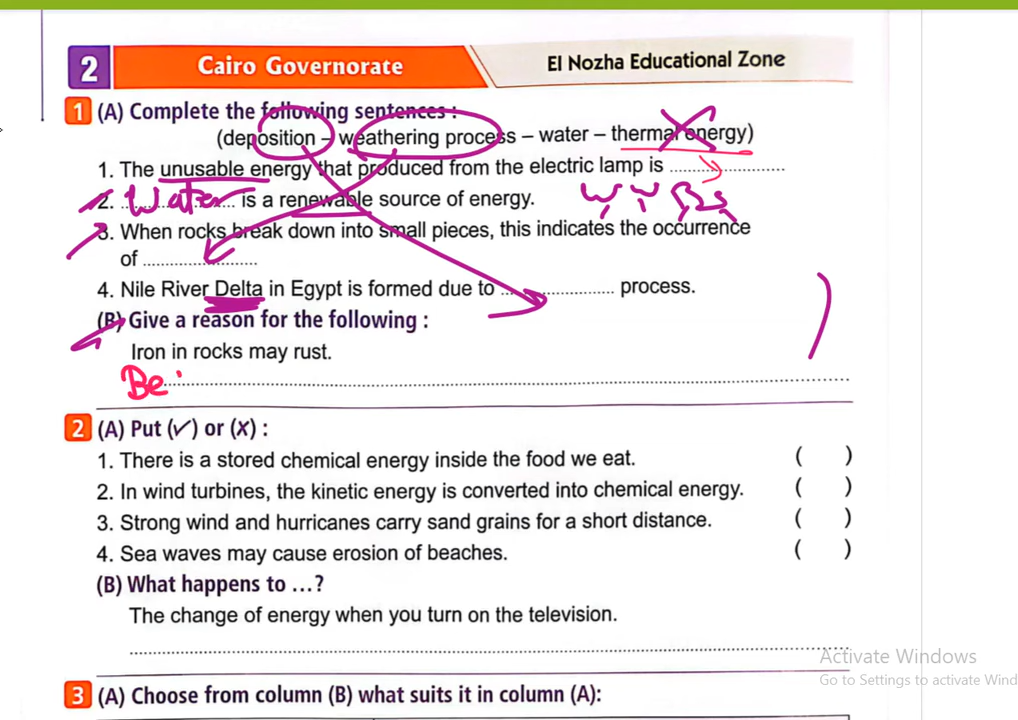 2 Cairo Governorate El Nozha Educational Zone
1 (A) Complete the following sentences :
(deposition – weathering process – water – thermal energy)
1. The unusable energy that produced from the electric lamp is ........................
2. Water is a renewable source of energy.
3. When rocks break down into small pieces, this indicates the occurrence
of ........................
4. Nile River Delta in Egypt is formed due to ........................ process.
(B) Give a reason for the following :
Iron in rocks may rust.
Be
2 (A) Put (✓) or (x) :
1. There is a stored chemical energy inside the food we eat. ( )
2. In wind turbines, the kinetic energy is converted into chemical energy. ( )
3. Strong wind and hurricanes carry sand grains for a short distance. ( )
4. Sea waves may cause erosion of beaches. ( )
(B) What happens to ...?
The change of energy when you turn on the television.
Activate Windows
Go to Settings to activate Wind
3 (A) Choose from column (B) what suits it in column (A):